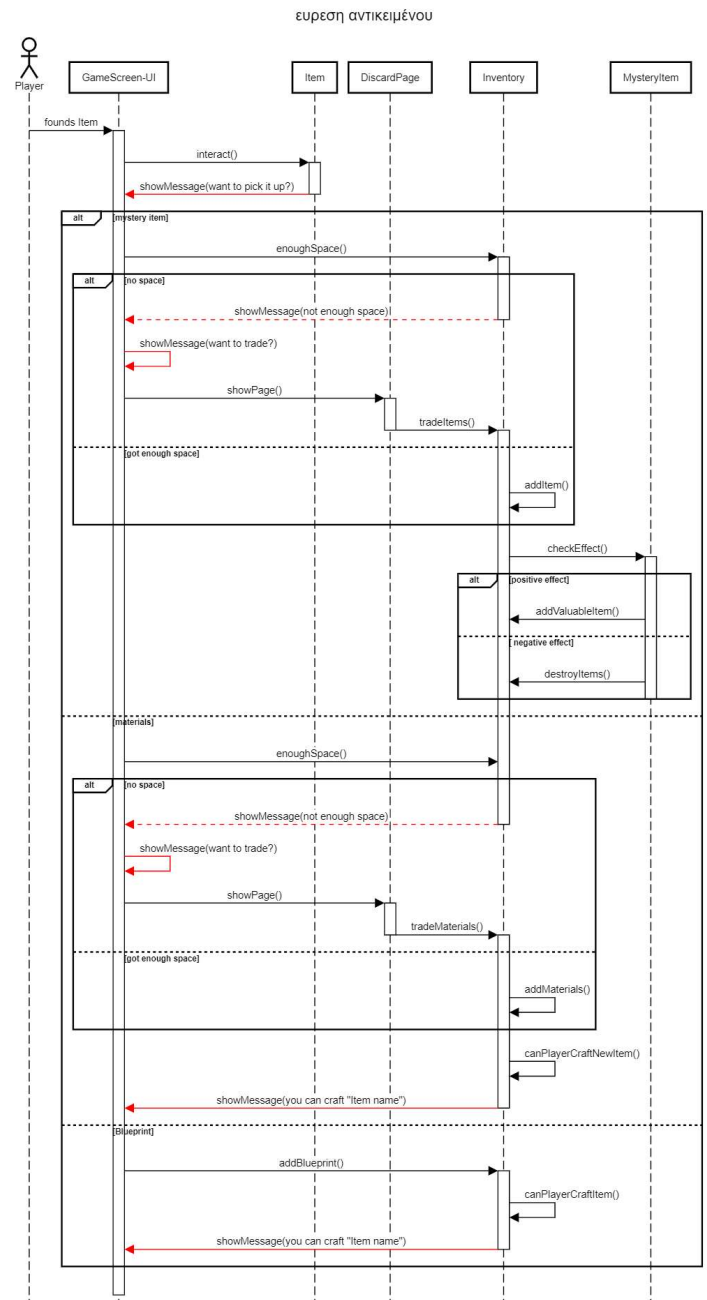 ευρεση αντικειμένου
Player
GameScreen-UI
Item
DiscardPage
Inventory
MysteryItem
founds Item
interact()
showMessage(want to pick it up?)
alt
[mystery item]
enoughSpace()
alt
[no space]
showMessage(not enough space)
showMessage(want to trade?)
showPage()
tradeItems()
[got enough space]
addItem()
checkEffect()
alt
[positive effect]
addValuableItem()
[ negative effect]
destroyItems()
[materials]
enoughSpace()
alt
[no space]
showMessage(not enough space)
showMessage(want to trade?)
showPage()
tradeMaterials()
[got enough space]
addMaterials()
canPlayerCraftNewItem()
showMessage(you can craft "Item name")
[Blueprint]
addBlueprint()
canPlayerCraftItem()
showMessage(you can craft "Item name")